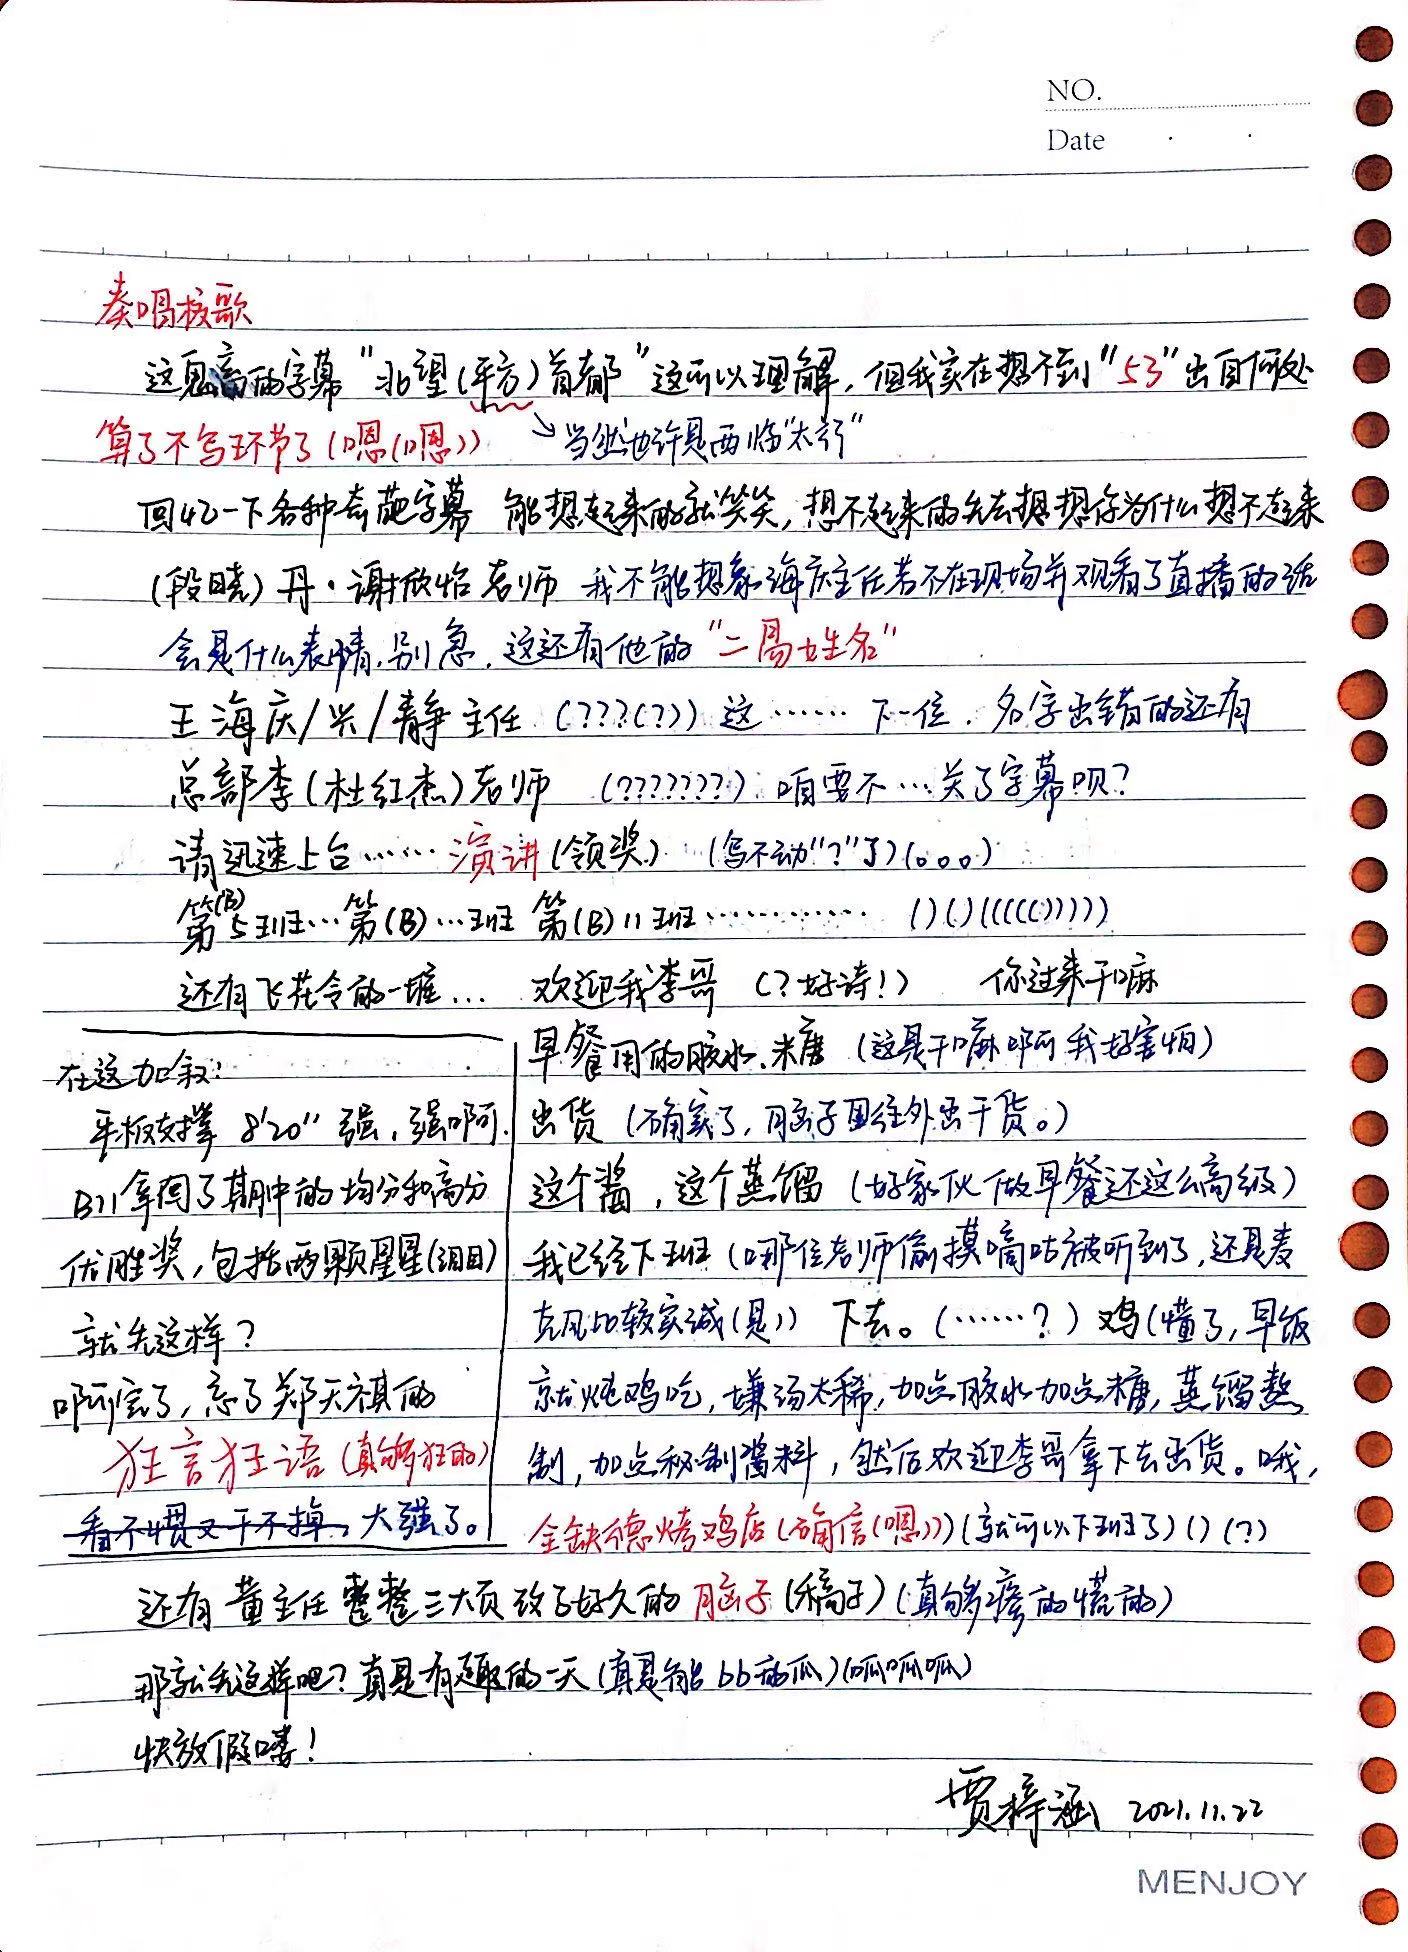 NO.
Date
奏唱校歌
这见高的字幕“北望(平方)首都”这可以理解，但我实在想不到“53”出自何处
算了不写环节了(嗯(嗯))
当然也许是西临“太行”
回忆一下各种奇葩字幕 能想起来的就笑笑，想不起来的先去想想你为什么想不起来
(段晓)丹·谢欣怡老师 我不能想象海庆主任若不在现场并观看了直播的话
会是什么表情.别急.这还有他的“二易姓名”
王海庆/兴/静主任 (???(?)) 这…… 下一位.名字出错的还有
总部李(杜红杰)老师 (???????) 咱要不…关了字幕呗?
请迅速上台……演讲(领奖) (写不动“?”了)(。。。)
第(B)5班…第(B)…班 第(B)11班………… ()()((((()))))
还有飞花令的一堆… 欢迎我李哥 (?好诗!) 你过来干嘛
在这加叙:
平板支撑 8'20" 强，强啊.
B11拿回了期中的均分和高分
优胜奖，包括两颗星星(泪目)
就先这样?
啊完了，忘了郑天祺的
狂言狂语(真够狂的)
看不惯又干不掉，太强了。
早餐用的胶水.米糖 (这是干嘛啊我好害怕)
出货 (确实了，脑子里往外出干货。)
这个酱，这个蒸馏 (好家伙做早餐还这么高级)
我已经下班(哪位老师偷摸嘀咕被听到了，还是麦
克风比较实诚(是)) 下去。(……?) 鸡(懂了，早饭
就炖鸡吃，嫌汤太稀，加点胶水加点糖，蒸馏熬
制，加点秘制酱料，然后欢迎李哥拿下去出货。哦，
全缺德烤鸡店(确信(嗯)))(就可以下班了)()(?)
还有董主任整整三大页致了好久的脑子(稿子)(真够瘆的慌的)
那就先这样吧?真是有趣的一天(真是能bb的瓜)(呱呱呱)
快放假喽!
贾梓涵 2021.11.22
MENJOY